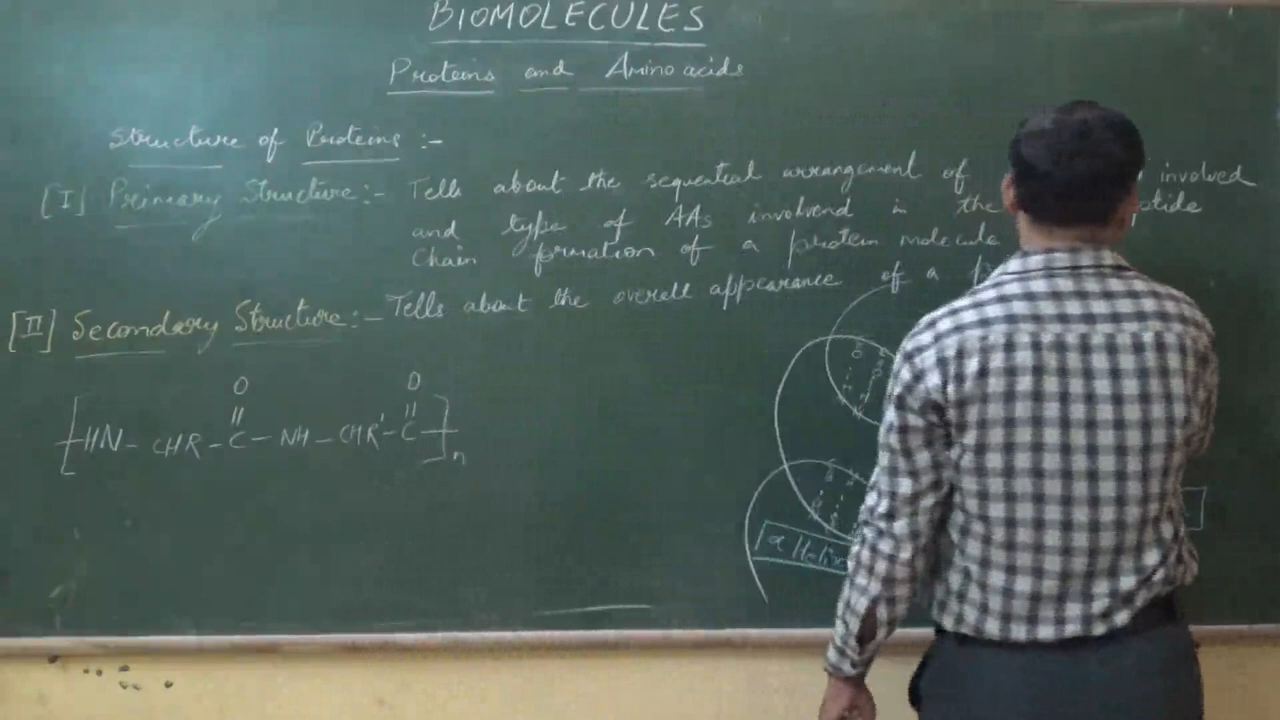 BIOMOLECULES
Proteins and Amino acids
Structure of Proteins :-
[I] Primary Structure :- Tells about the sequential arrangement of involved
and type of AAs involvend in the
Chain formation of a protein molecule
[II] Secondary Structure :- Tells about the overall appearance of a
O O
HN - CHR - C - NH - CHR' - C
n
α Helix